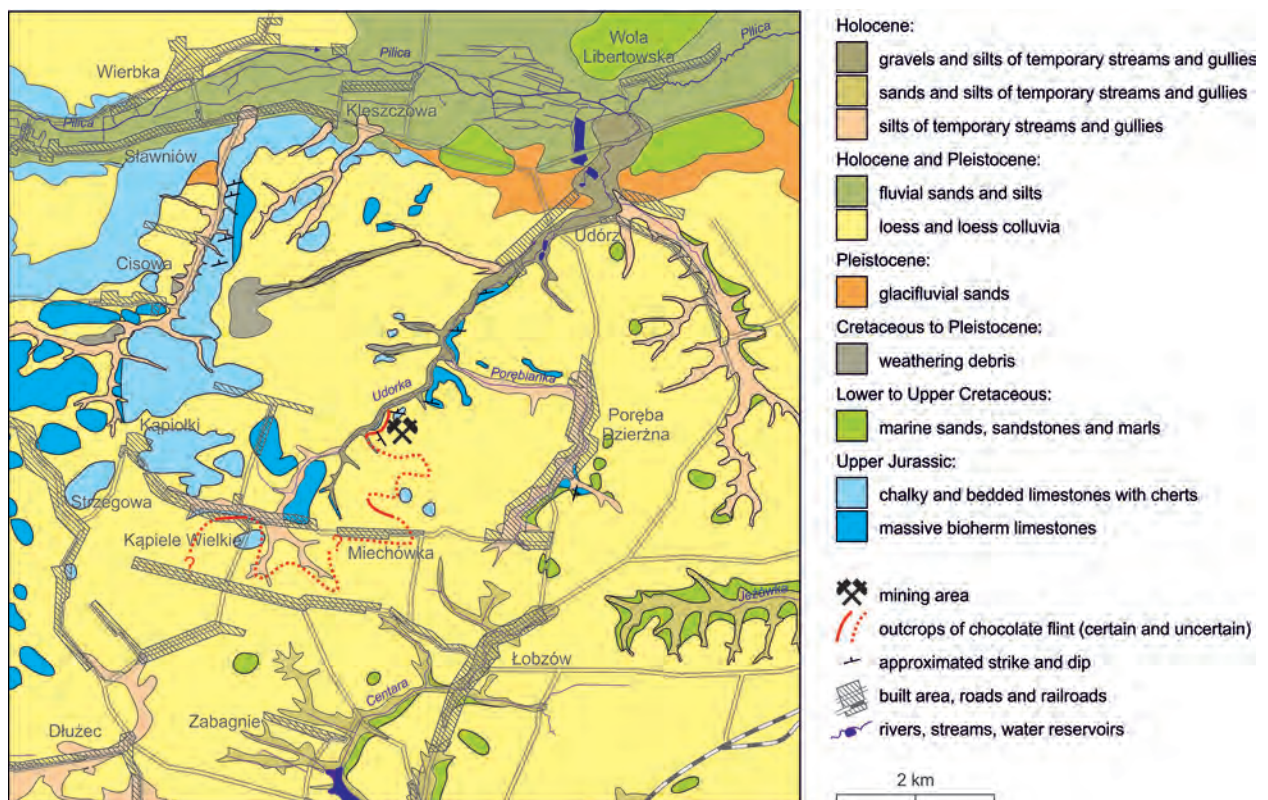 Wierbka
Pilica
Wola
Libertowska
Pilica
Pilica
Kleszczowa
Sławniów
Cisowa
Udórz
Udorka
Porębianka
Kąpiołki
Poręba
Dzierżna
Strzegowa
Kąpiele Wielkie
?
Miechówka
?
Jeżówka
Łobzów
Centara
Zabagnie
Dłużec
Holocene:
gravels and silts of temporary streams and gullies
sands and silts of temporary streams and gullies
silts of temporary streams and gullies
Holocene and Pleistocene:
fluvial sands and silts
loess and loess colluvia
Pleistocene:
glacifluvial sands
Cretaceous to Pleistocene:
weathering debris
Lower to Upper Cretaceous:
marine sands, sandstones and marls
Upper Jurassic:
chalky and bedded limestones with cherts
massive bioherm limestones
mining area
outcrops of chocolate flint (certain and uncertain)
approximated strike and dip
built area, roads and railroads
rivers, streams, water reservoirs
2 km